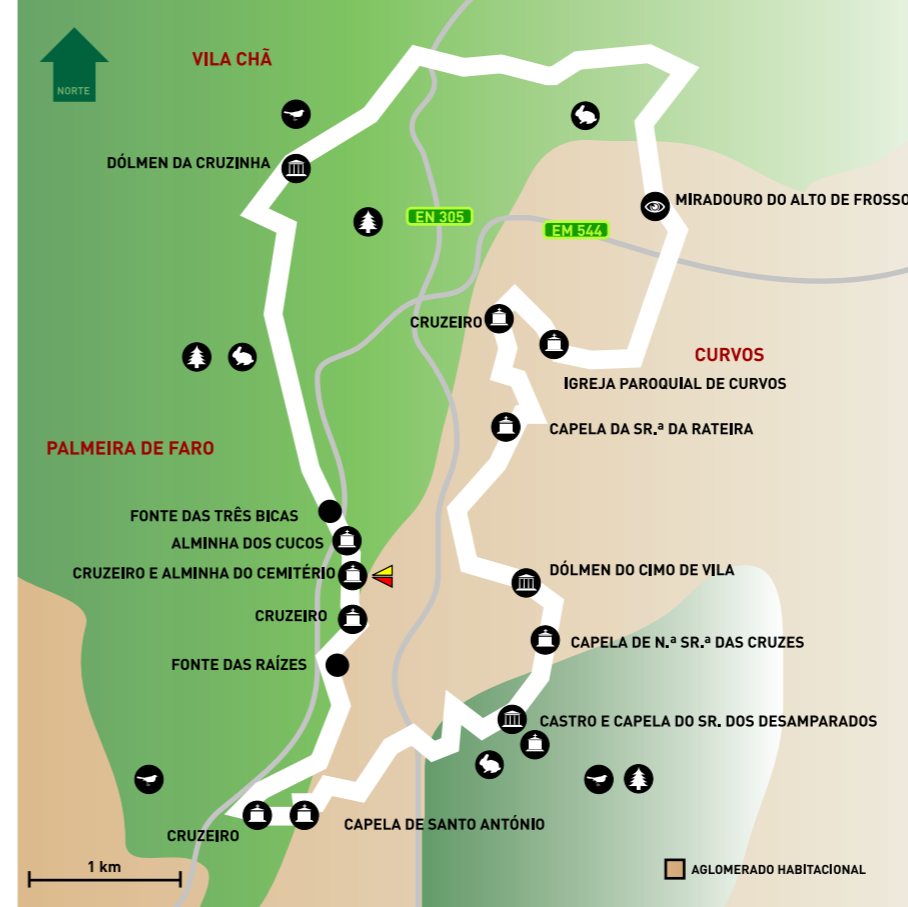 VILA CHÃ
NORTE
DÓLMEN DA CRUZINHA
MIRADOURO DO ALTO DE FROSSO
EN 305
EM 544
CRUZEIRO
CURVOS
IGREJA PAROQUIAL DE CURVOS
CAPELA DA SR.ª DA RATEIRA
PALMEIRA DE FARO
FONTE DAS TRÊS BICAS
ALMINHA DOS CUCOS
CRUZEIRO E ALMINHA DO CEMITÉRIO
DÓLMEN DO CIMO DE VILA
CRUZEIRO
CAPELA DE N.ª SR.ª DAS CRUZES
FONTE DAS RAÍZES
CASTRO E CAPELA DO SR. DOS DESAMPARADOS
CAPELA DE SANTO ANTÓNIO
CRUZEIRO
1 km
AGLOMERADO HABITACIONAL